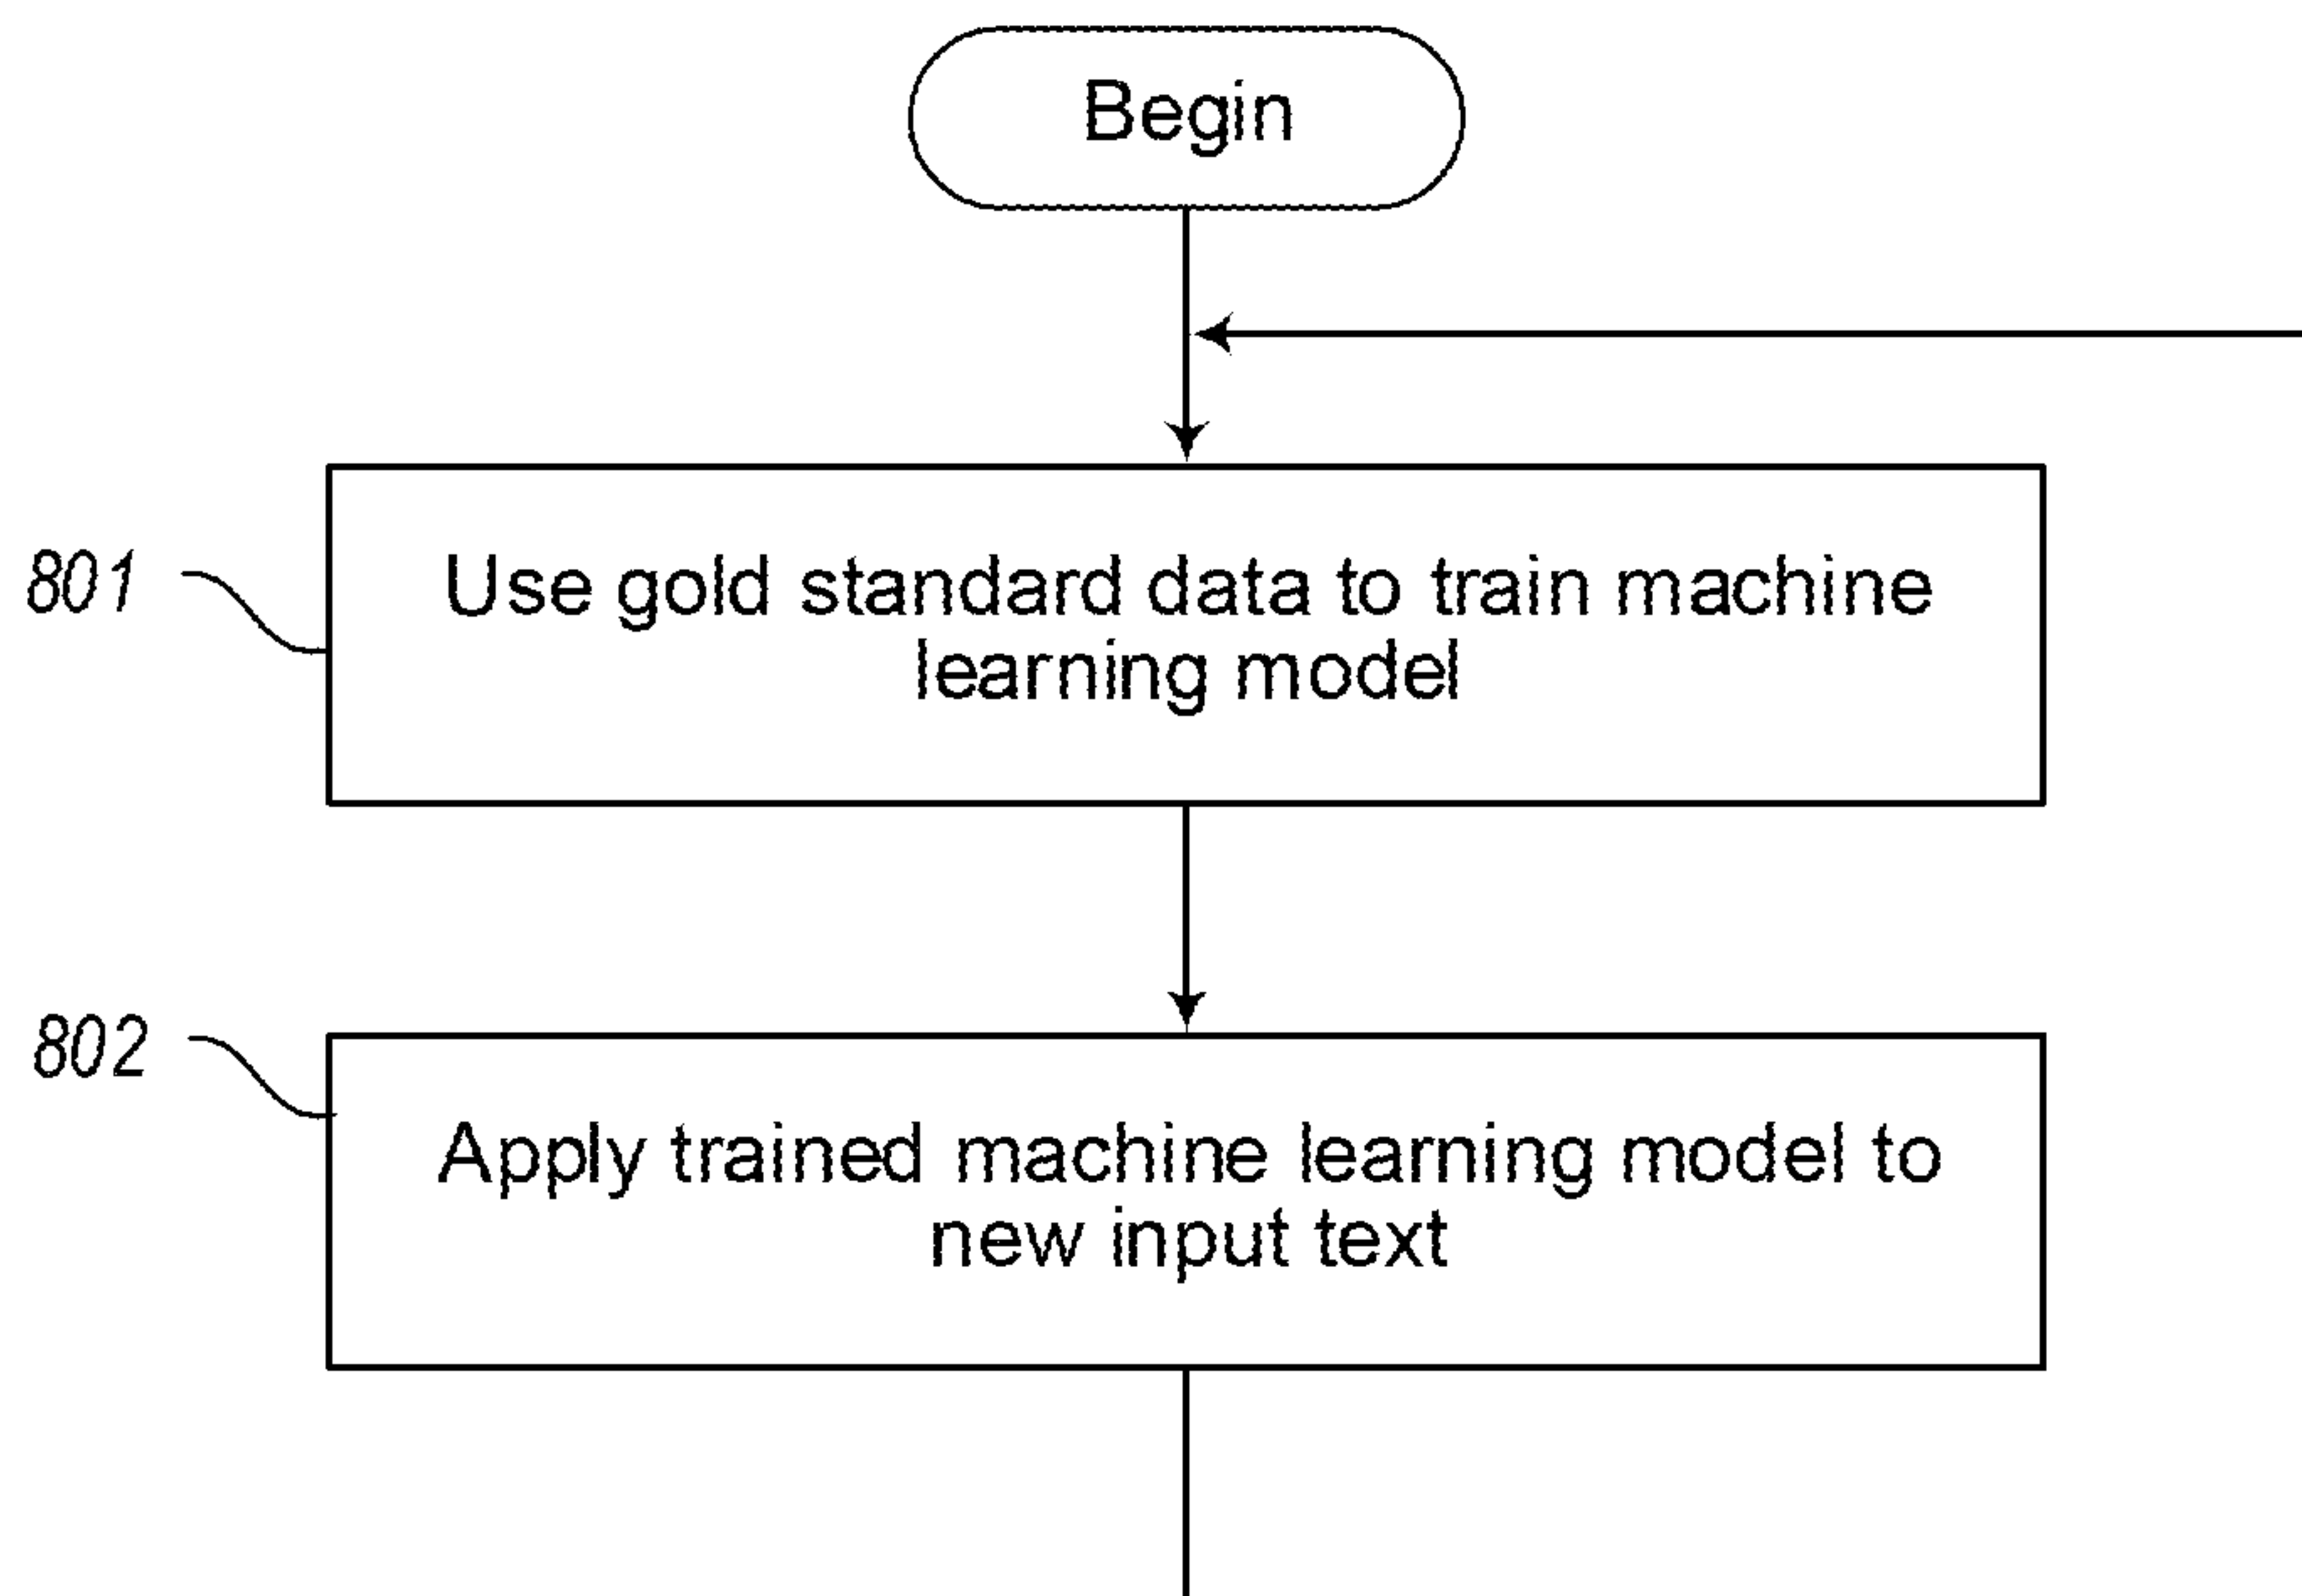 Begin
801
Use gold standard data to train machine
learning model
802
Apply trained machine learning model to
new input text